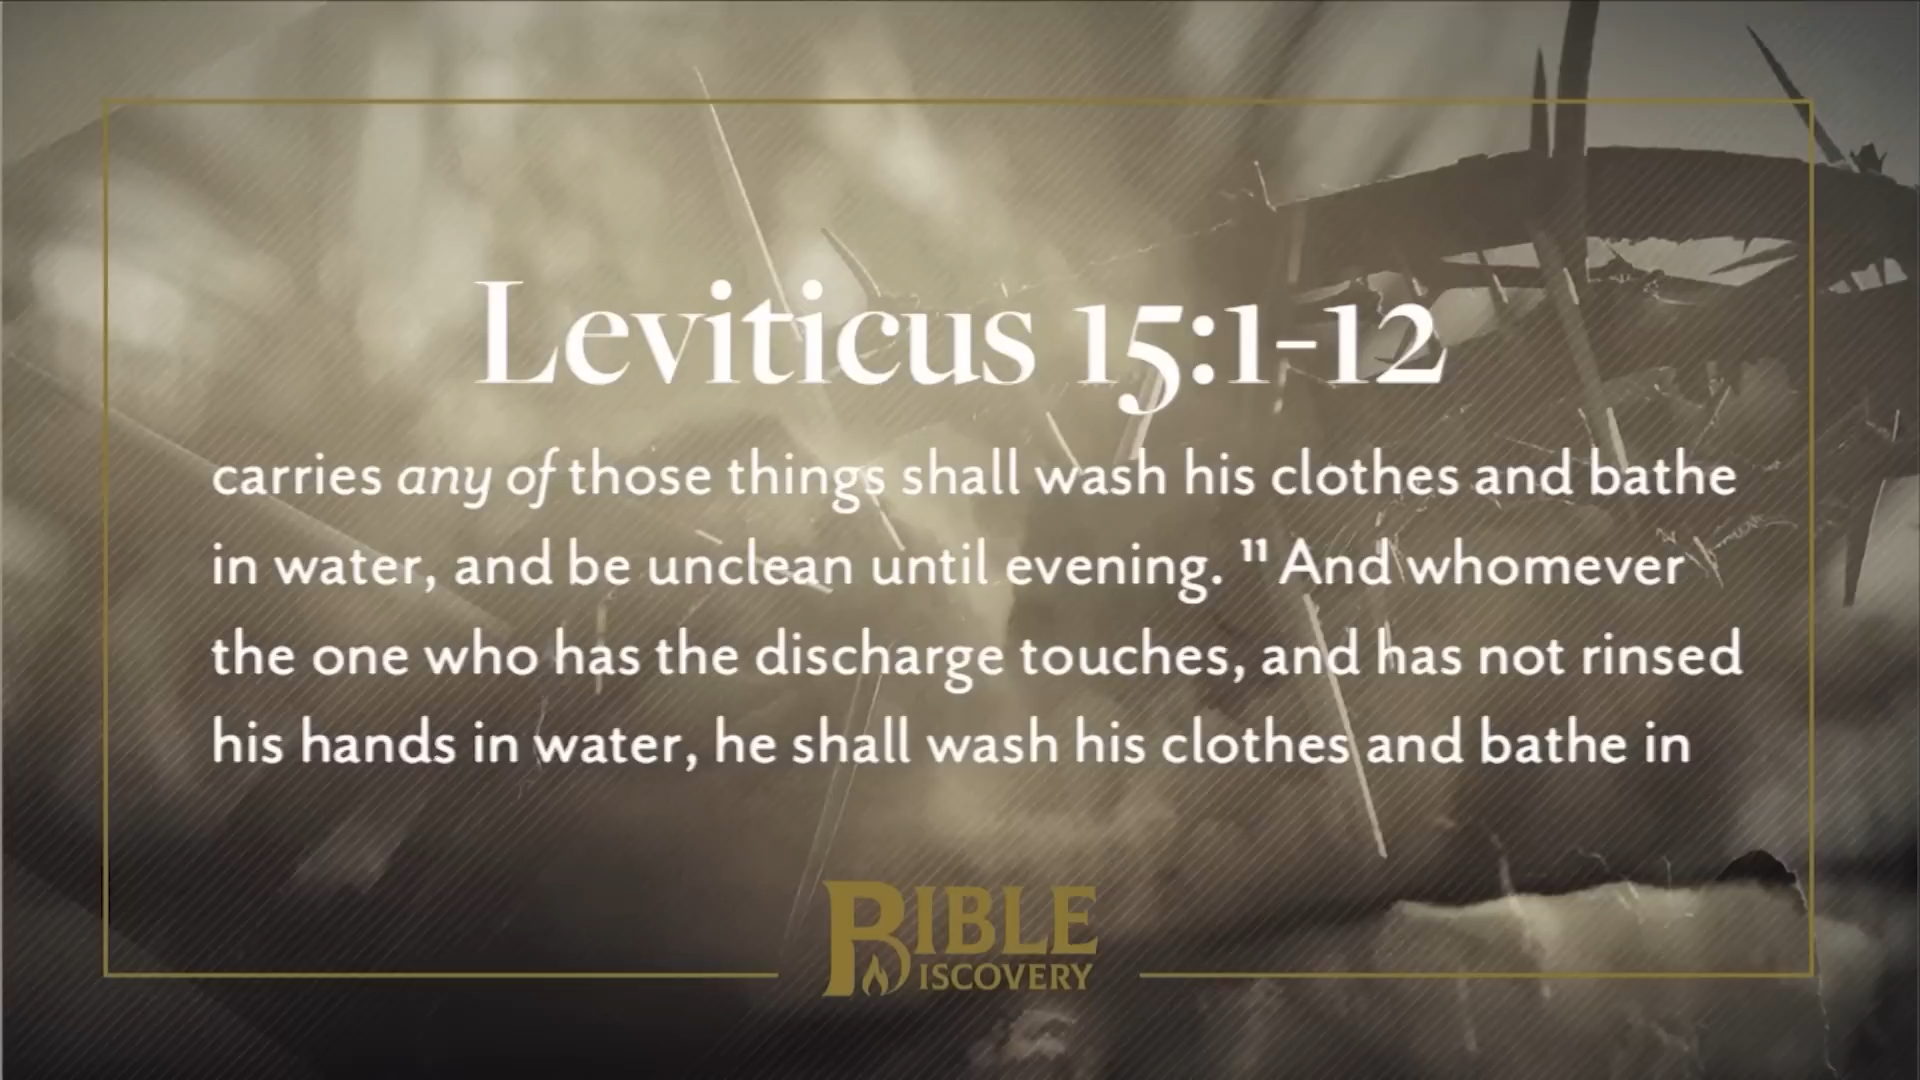 Leviticus 15:1-12
carries any of those things shall wash his clothes and bathe
in water, and be unclean until evening. ¹¹ And whomever
the one who has the discharge touches, and has not rinsed
his hands in water, he shall wash his clothes and bathe in
BIBLE
DISCOVERY